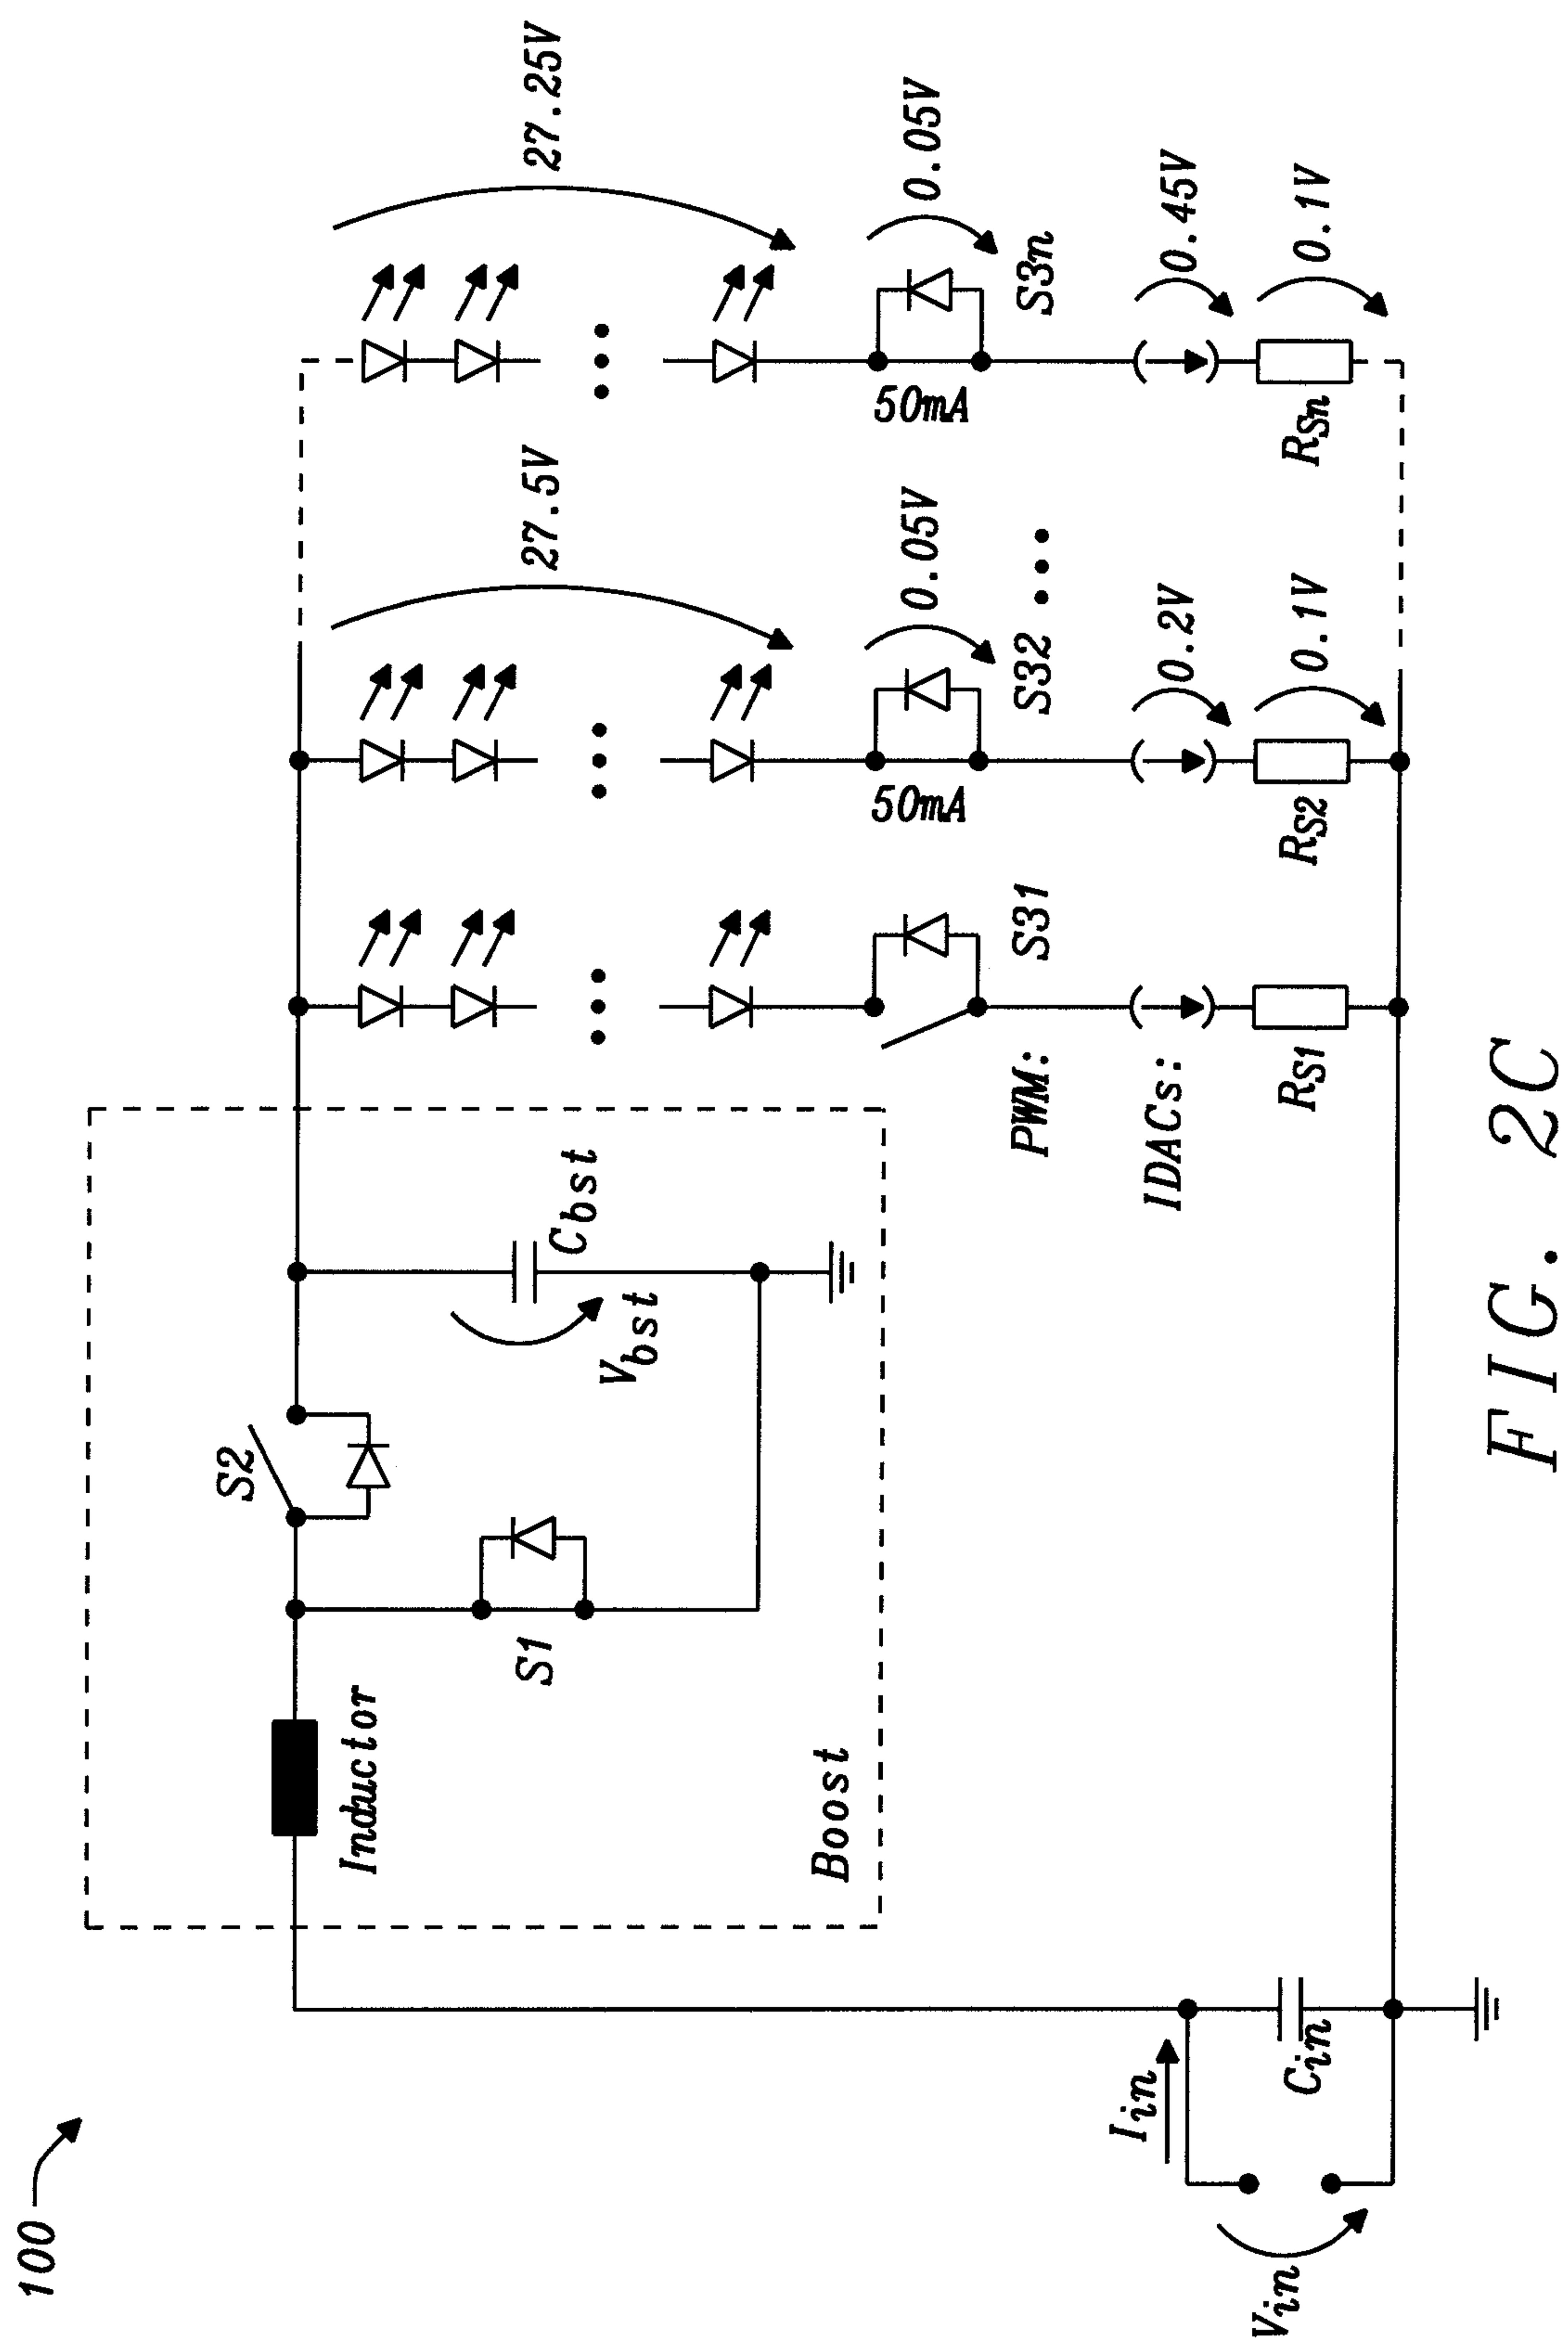 100
S2
27.5V
27.25V
Inductor
S1
Vbst
Cbst
Boost
50mA
0.05V
50mA
0.05V
PWM:
S31
S32
S3n
Iin
IDACs:
0.2V
0.45V
Vin
Cin
RS1
RS2
0.1V
RSn
0.1V
FIG. 2C